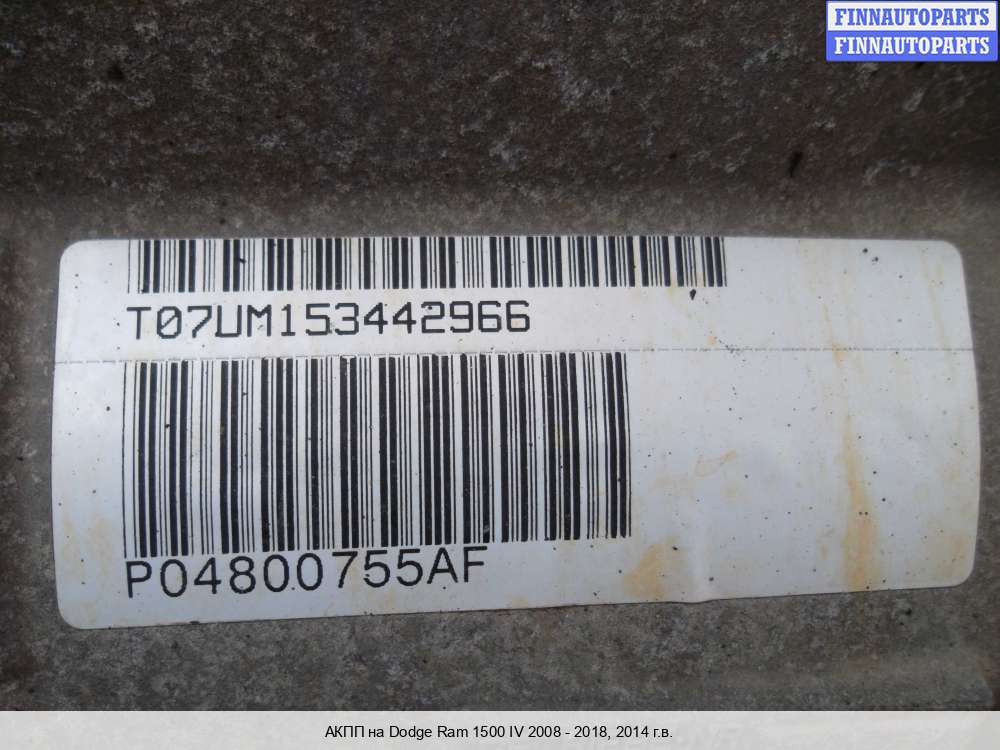 FINNAUTOPARTS
FINNAUTOPARTS
T07UM153442966
P04800755AF
АКПП на Dodge Ram 1500 IV 2008 - 2018, 2014 г.в.